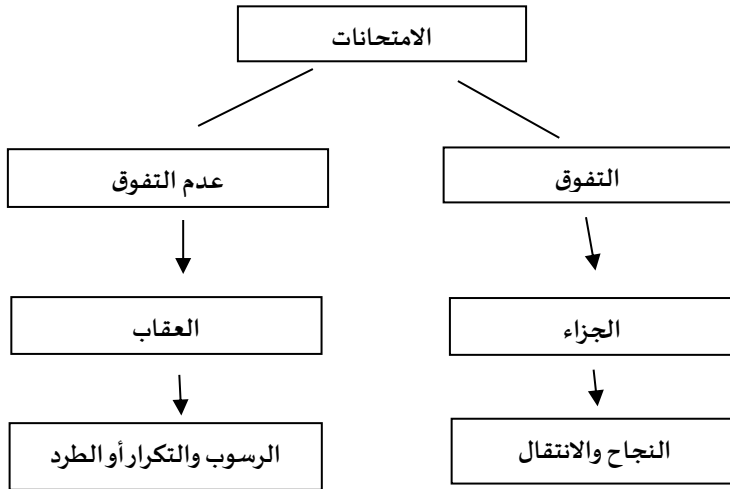 الامتحانات
التفوق
عدم التفوق
الجزاء
العقاب
النجاح والانتقال
الرسوب والتكرار أو الطرد